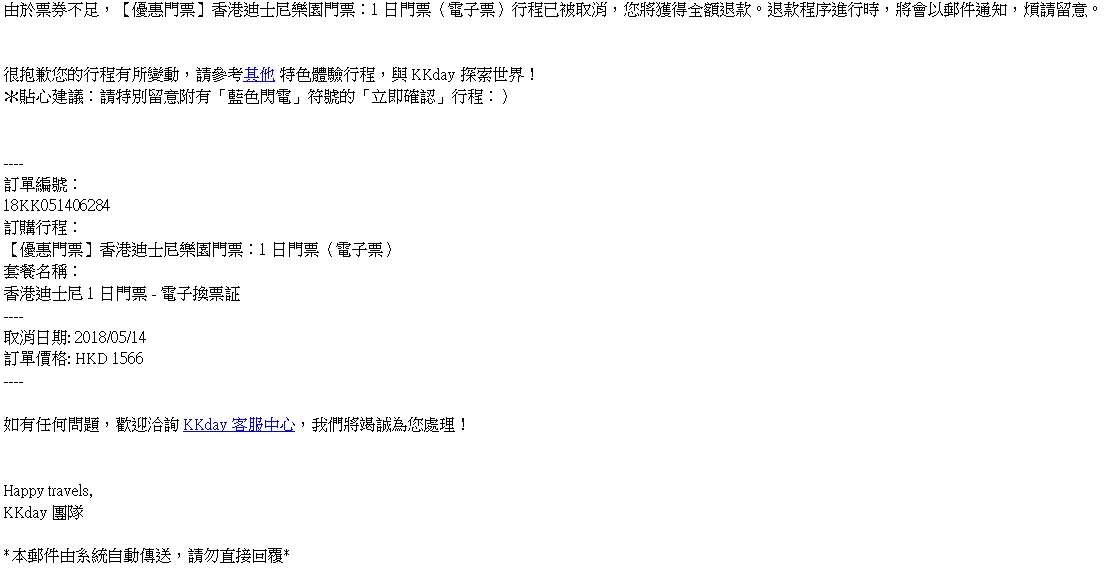 由於票券不足，【優惠門票】香港迪士尼樂園門票：1 日門票（電子票）行程已被取消，您將獲得全額退款。退款程序進行時，將會以郵件通知，煩請留意。
很抱歉您的行程有所變動，請參考其他 特色體驗行程，與 KKday 探索世界！
＊貼心建議：請特別留意附有「藍色閃電」符號的「立即確認」行程：）
----
訂單編號：
18KK051406284
訂購行程：
【優惠門票】香港迪士尼樂園門票：1 日門票（電子票）
套餐名稱：
香港迪士尼 1 日門票 - 電子換票証
----
取消日期: 2018/05/14
訂單價格: HKD 1566
----
如有任何問題，歡迎洽詢 KKday 客服中心，我們將竭誠為您處理！
Happy travels,
KKday 團隊
*本郵件由系統自動傳送，請勿直接回覆*